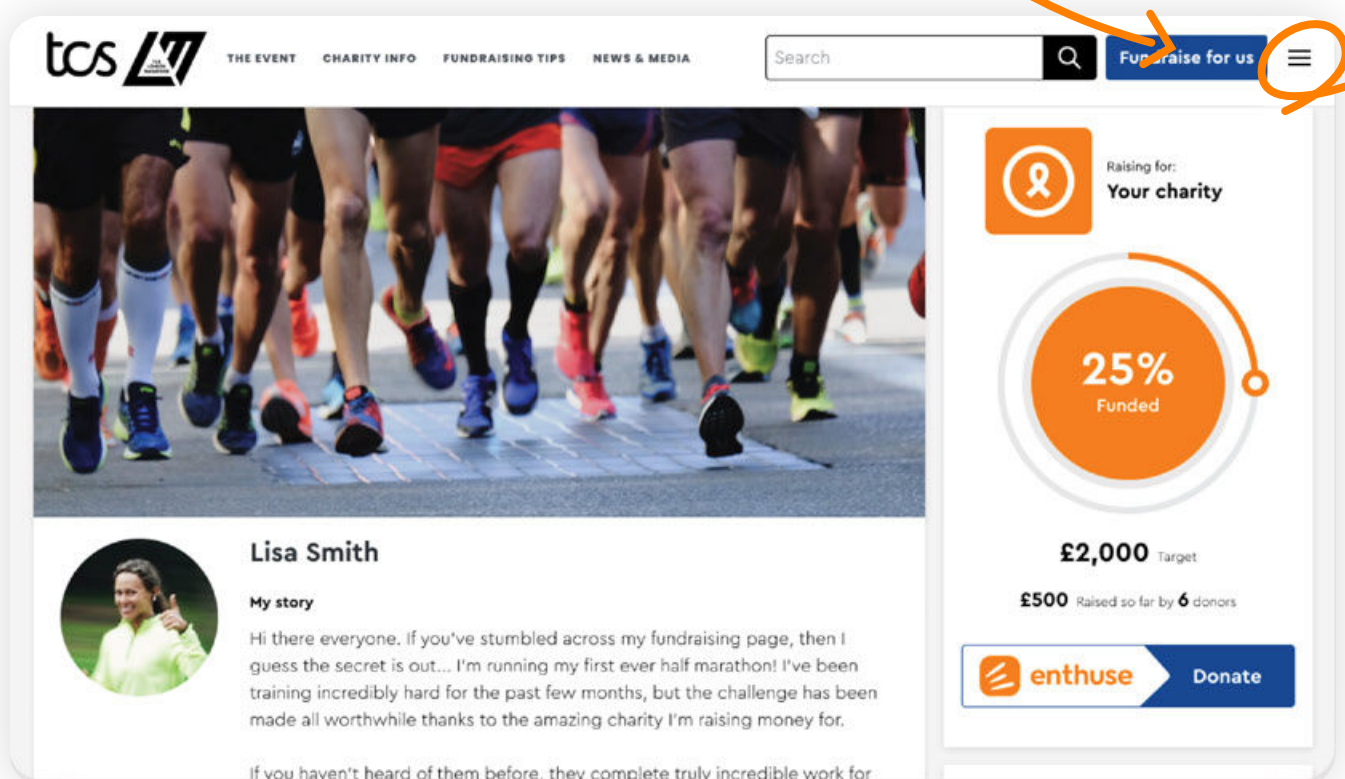 tcs
THE EVENT CHARITY INFO FUNDRAISING TIPS NEWS & MEDIA
Search
Fundraise for us
Raising for:
Your charity
25%
Funded
£2,000 Target
£500 Raised so far by 6 donors
enthuse Donate
Lisa Smith
My story
Hi there everyone. If you've stumbled across my fundraising page, then I
guess the secret is out... I'm running my first ever half marathon! I've been
training incredibly hard for the past few months, but the challenge has been
made all worthwhile thanks to the amazing charity I'm raising money for.
If you haven't heard of them before, they complete truly incredible work for